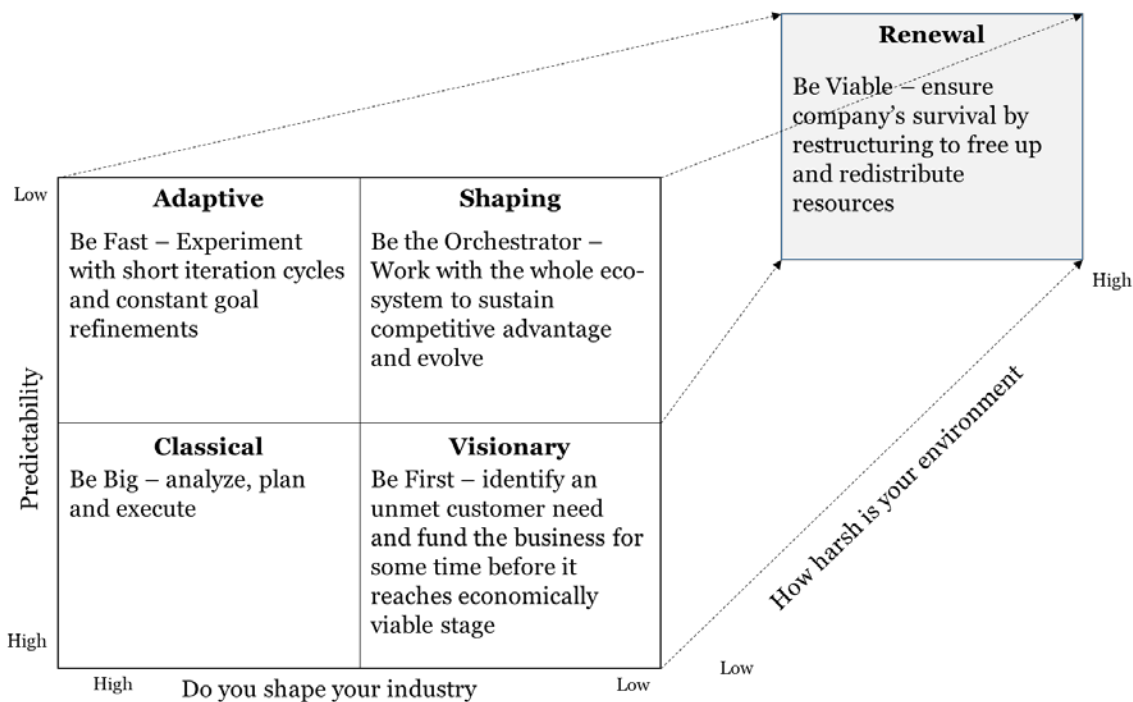 Renewal
Be Viable – ensure
company's survival by
restructuring to free up
and redistribute
resources
Low
Adaptive
Be Fast – Experiment
with short iteration cycles
and constant goal
refinements
Shaping
Be the Orchestrator –
Work with the whole eco-
system to sustain
competitive advantage
and evolve
High
Predictability
Classical
Be Big – analyze, plan
and execute
Visionary
Be First – identify an
unmet customer need
and fund the business for
some time before it
reaches economically
viable stage
How harsh is your environment
High
Low
High
Do you shape your industry
Low